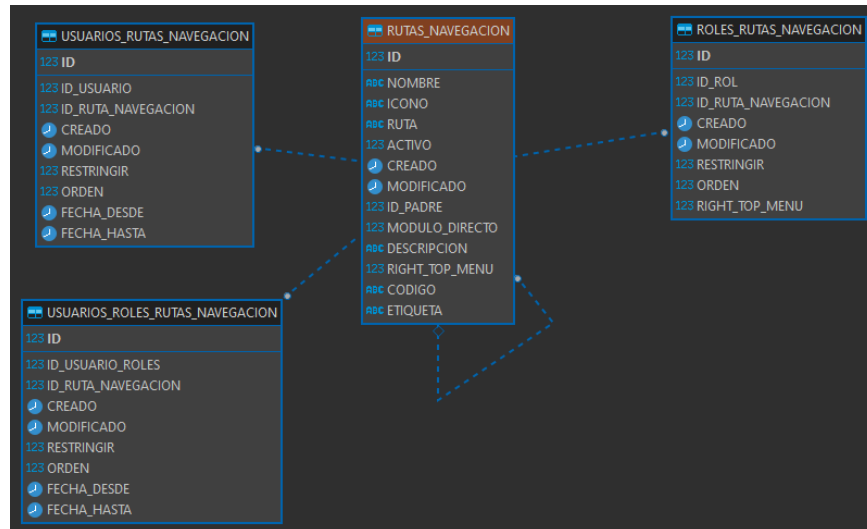 USUARIOS_RUTAS_NAVEGACION
123 ID
123 ID_USUARIO
123 ID_RUTA_NAVEGACION
CREADO
MODIFICADO
123 RESTRINGIR
123 ORDEN
FECHA_DESDE
FECHA_HASTA
RUTAS_NAVEGACION
123 ID
ABC NOMBRE
ABC ICONO
ABC RUTA
123 ACTIVO
CREADO
MODIFICADO
123 ID_PADRE
123 MODULO_DIRECTO
ABC DESCRIPCION
123 RIGHT_TOP_MENU
ABC CODIGO
ABC ETIQUETA
ROLES_RUTAS_NAVEGACION
123 ID
123 ID_ROL
123 ID_RUTA_NAVEGACION
CREADO
MODIFICADO
123 RESTRINGIR
123 ORDEN
123 RIGHT_TOP_MENU
USUARIOS_ROLES_RUTAS_NAVEGACION
123 ID
123 ID_USUARIO_ROLES
123 ID_RUTA_NAVEGACION
CREADO
MODIFICADO
123 RESTRINGIR
123 ORDEN
FECHA_DESDE
FECHA_HASTA